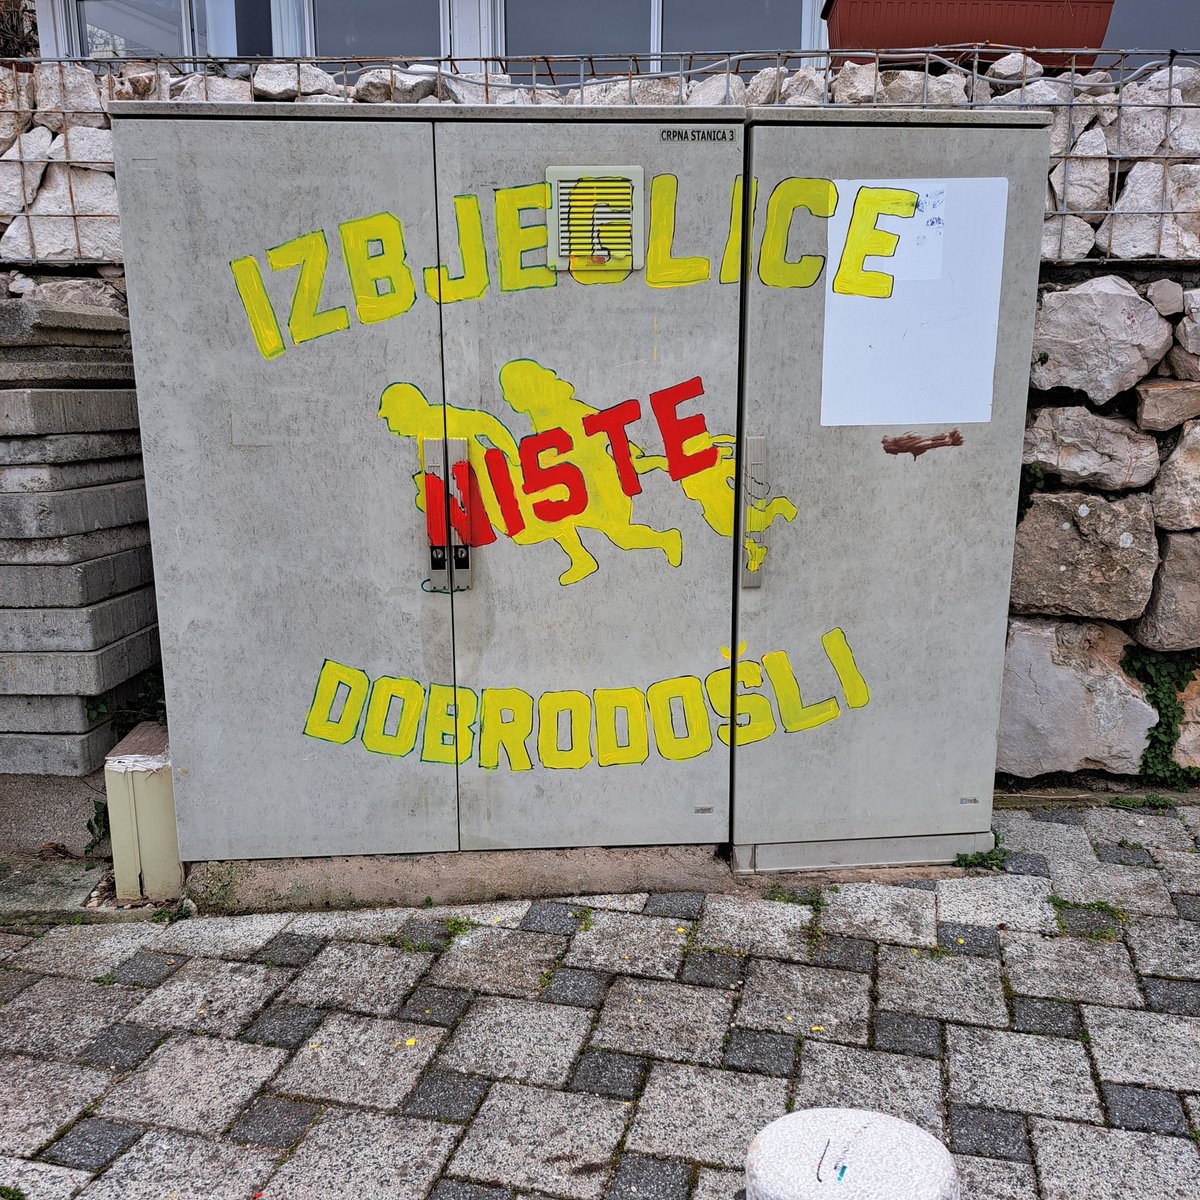 CRPNA STANICA 3
IZBJEGLICE
NISTE
DOBRODOŠLI